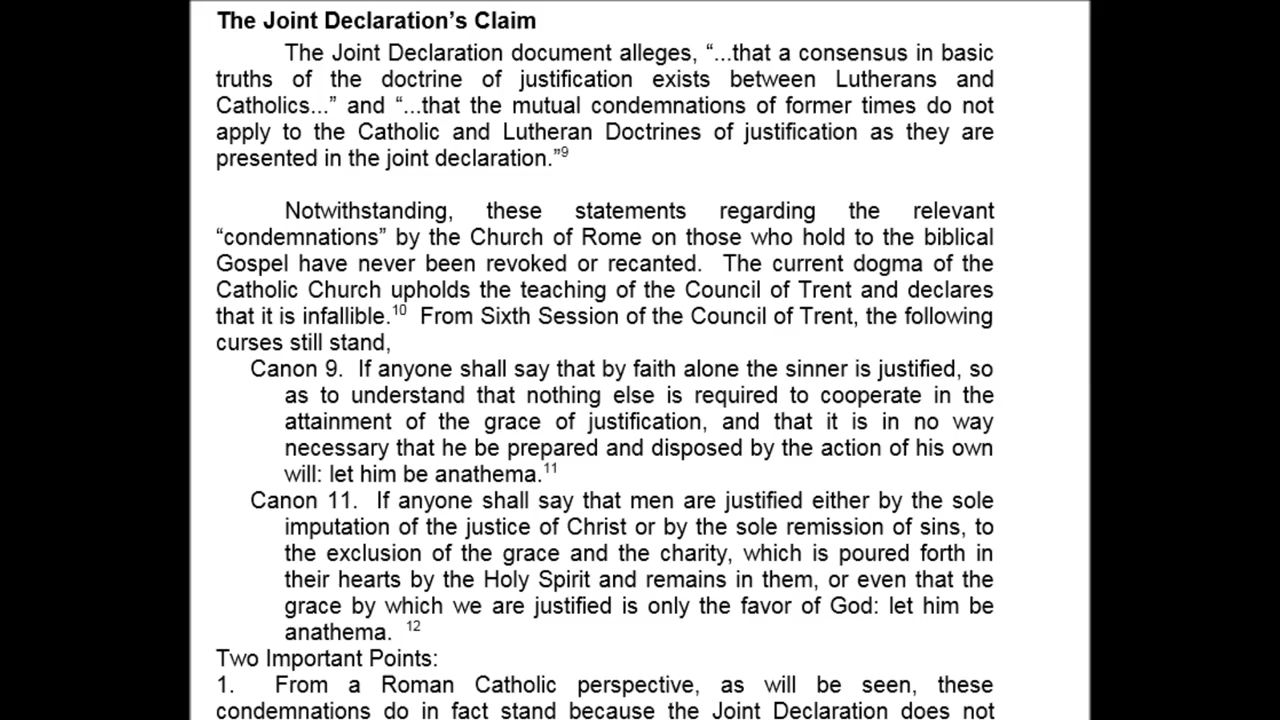 The Joint Declaration’s Claim
The Joint Declaration document alleges, “...that a consensus in basic
truths of the doctrine of justification exists between Lutherans and
Catholics...” and “...that the mutual condemnations of former times do not
apply to the Catholic and Lutheran Doctrines of justification as they are
presented in the joint declaration.”9
Notwithstanding, these statements regarding the relevant
“condemnations” by the Church of Rome on those who hold to the biblical
Gospel have never been revoked or recanted. The current dogma of the
Catholic Church upholds the teaching of the Council of Trent and declares
that it is infallible.10 From Sixth Session of the Council of Trent, the following
curses still stand,
Canon 9. If anyone shall say that by faith alone the sinner is justified, so
as to understand that nothing else is required to cooperate in the
attainment of the grace of justification, and that it is in no way
necessary that he be prepared and disposed by the action of his own
will: let him be anathema.11
Canon 11. If anyone shall say that men are justified either by the sole
imputation of the justice of Christ or by the sole remission of sins, to
the exclusion of the grace and the charity, which is poured forth in
their hearts by the Holy Spirit and remains in them, or even that the
grace by which we are justified is only the favor of God: let him be
anathema. 12
Two Important Points:
1. From a Roman Catholic perspective, as will be seen, these
condemnations do in fact stand because the Joint Declaration does not